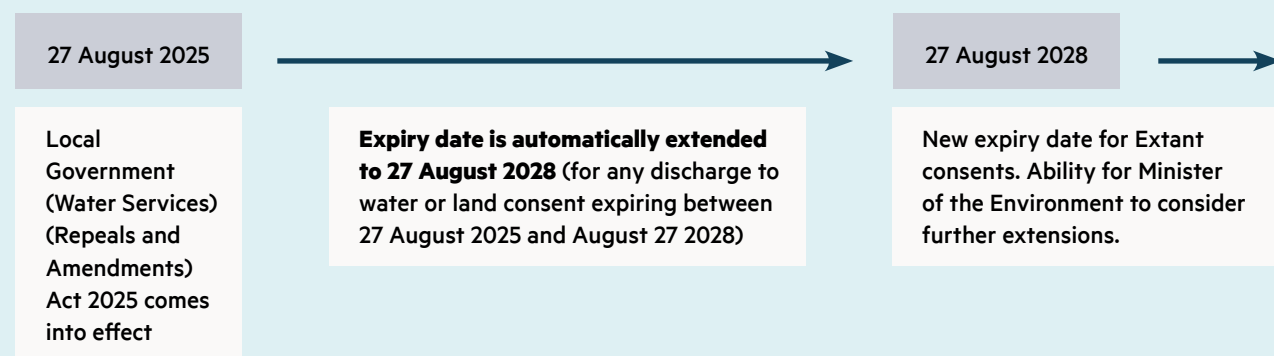 27 August 2025
27 August 2028
Local
Government
(Water Services)
(Repeals and
Amendments)
Act 2025 comes
into effect
Expiry date is automatically extended
to 27 August 2028 (for any discharge to
water or land consent expiring between
27 August 2025 and August 27 2028)
New expiry date for Extant
consents. Ability for Minister
of the Environment to consider
further extensions.